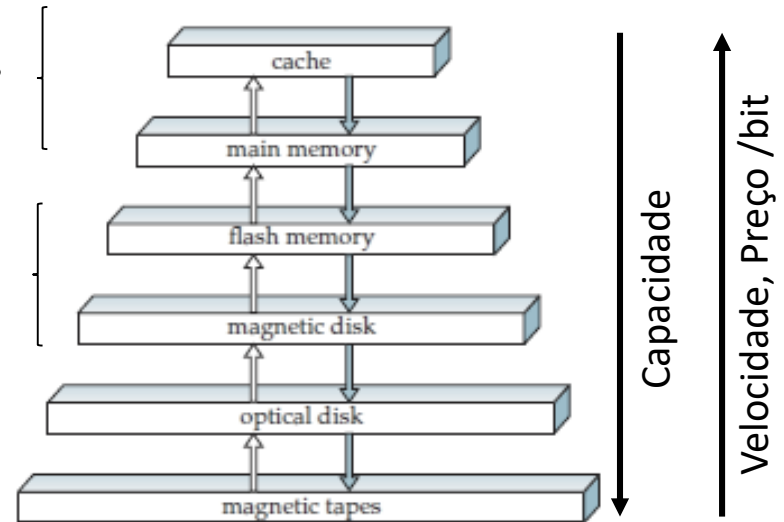 cache
main memory
flash memory
magnetic disk
optical disk
magnetic tapes
Capacidade
Velocidade, Preço /bit